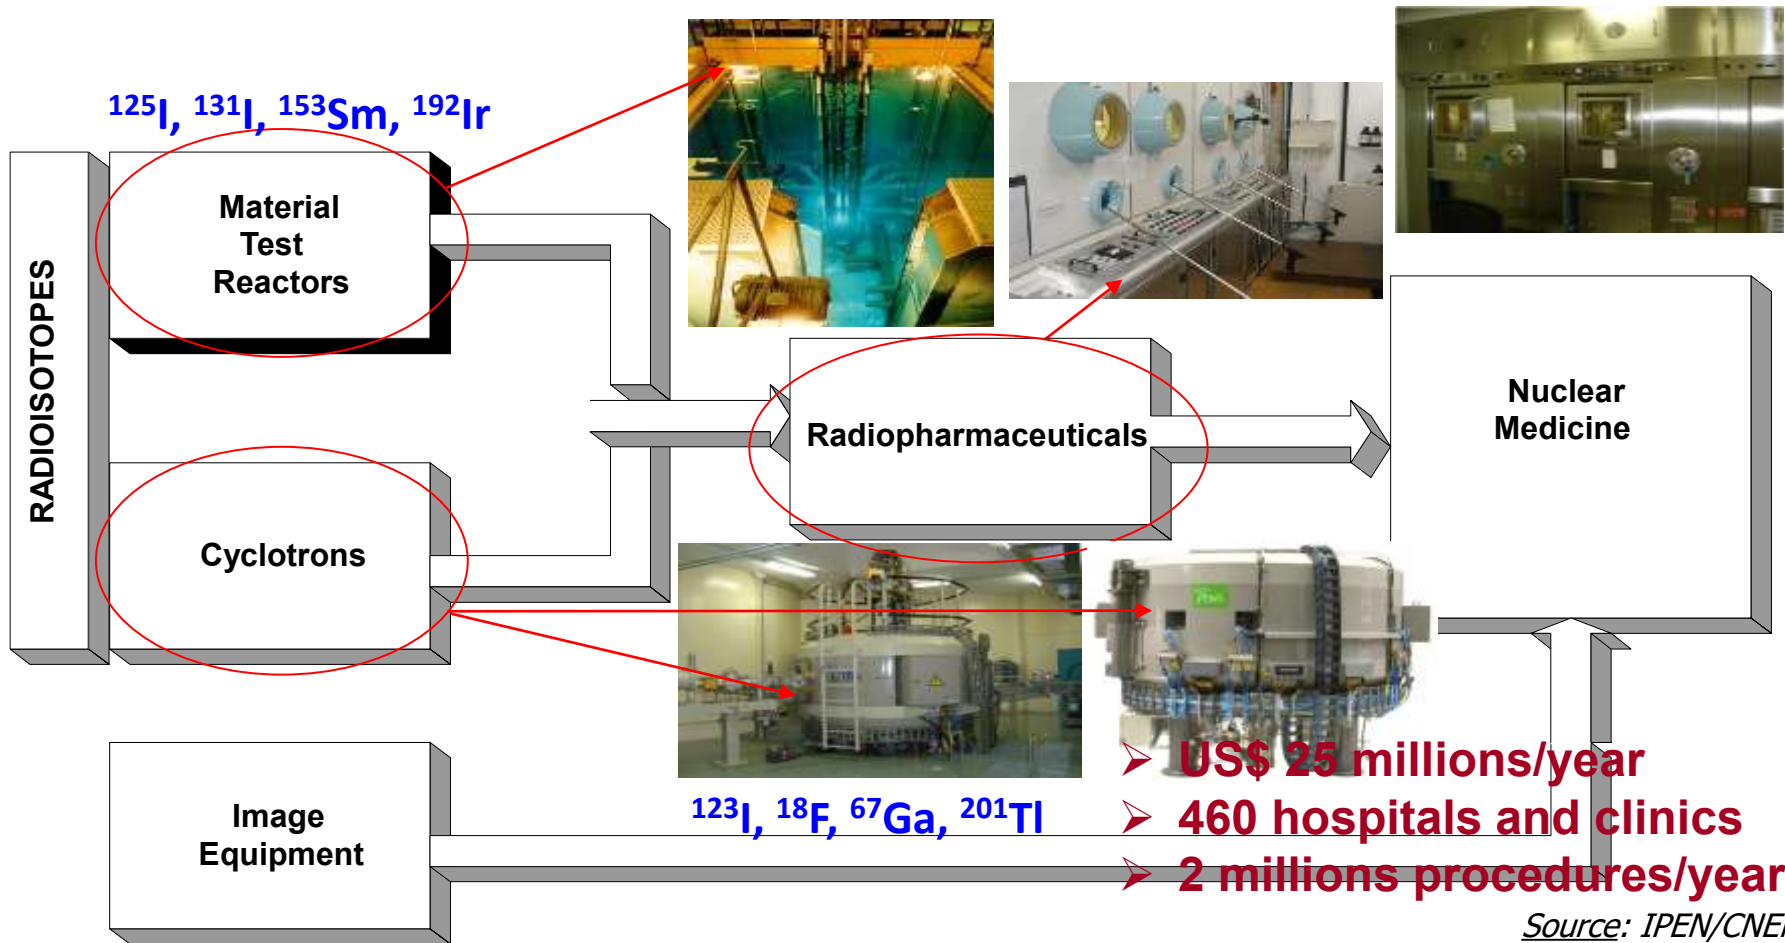 ¹²⁵I, ¹³¹I, ¹⁵³Sm, ¹⁹²Ir
RADIOISOTOPES
Material
Test
Reactors
Cyclotrons
Radiopharmaceuticals
Nuclear
Medicine
Image
Equipment
¹²³I, ¹⁸F, ⁶⁷Ga, ²⁰¹Tl
➢ US$ 25 millions/year
➢ 460 hospitals and clinics
➢ 2 millions procedures/year
Source: IPEN/CNE